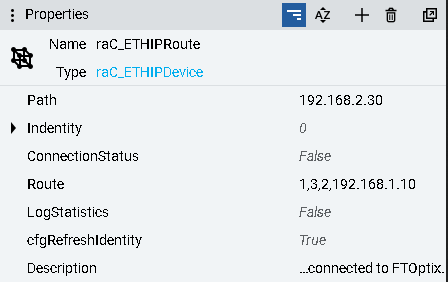 Properties
Name raC_ETHIPRoute
Type raC_ETHIPDevice
Path 192.168.2.30
Indentity 0
ConnectionStatus False
Route 1,3,2,192.168.1.10
LogStatistics False
cfgRefreshIdentity True
Description ...connected to FTOptix.